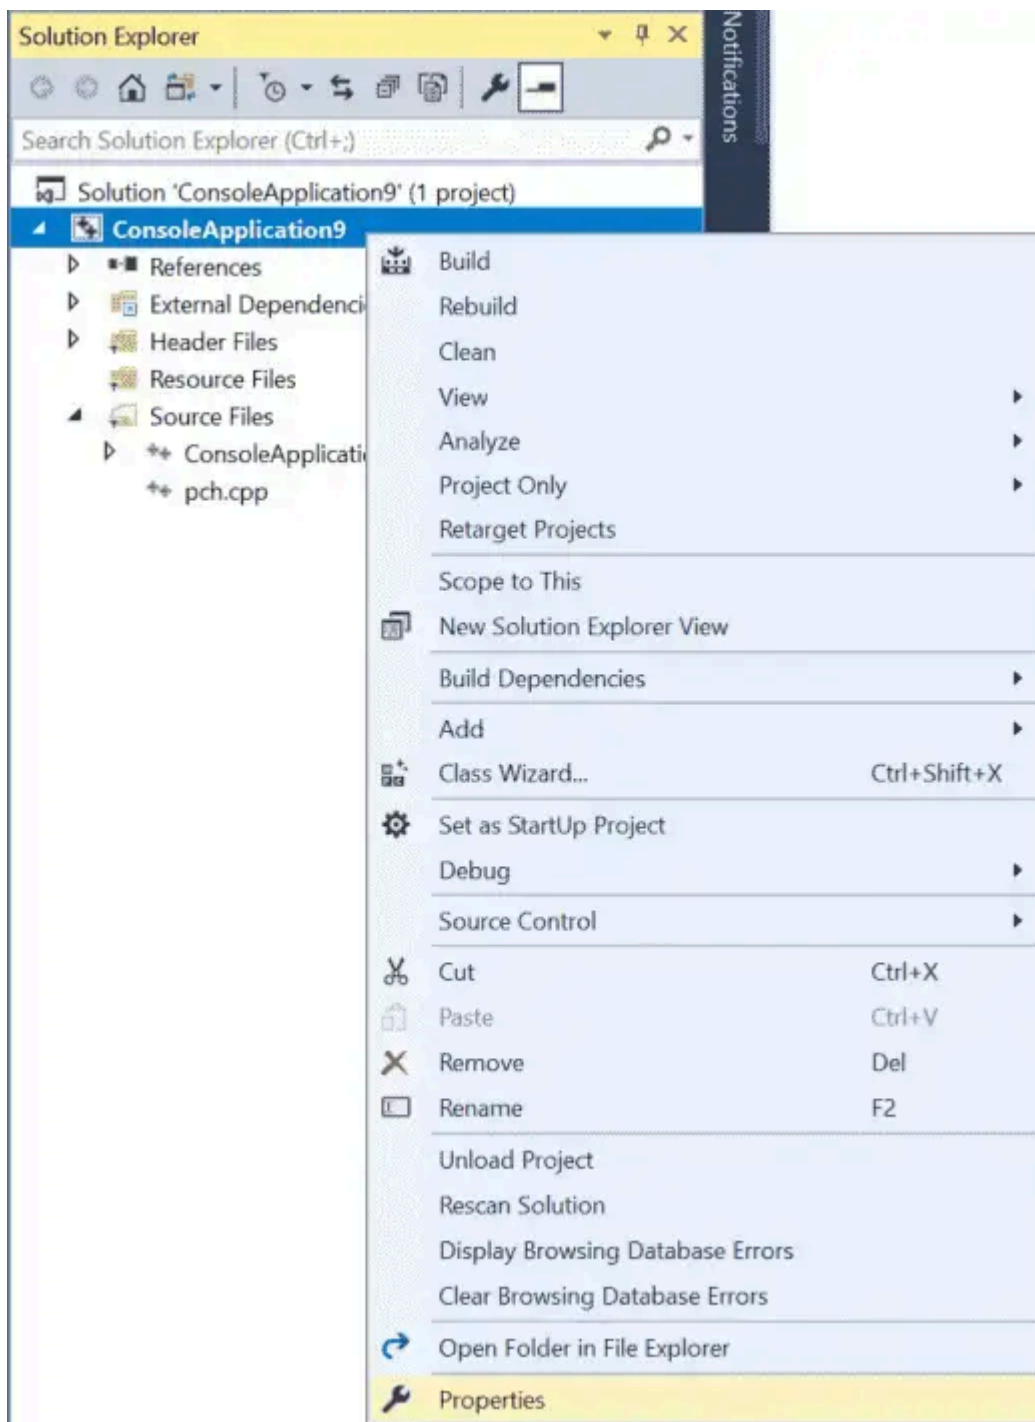 Solution Explorer
Notifications
Search Solution Explorer (Ctrl+;)
Solution 'ConsoleApplication9' (1 project)
ConsoleApplication9
References
External Dependenci
Header Files
Resource Files
Source Files
ConsoleApplicati
pch.cpp
Build
Rebuild
Clean
View
Analyze
Project Only
Retarget Projects
Scope to This
New Solution Explorer View
Build Dependencies
Add
Class Wizard... Ctrl+Shift+X
Set as StartUp Project
Debug
Source Control
Cut Ctrl+X
Paste Ctrl+V
Remove Del
Rename F2
Unload Project
Rescan Solution
Display Browsing Database Errors
Clear Browsing Database Errors
Open Folder in File Explorer
Properties